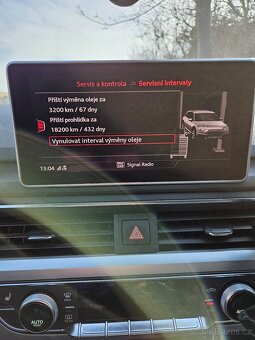 Servis a kontrola Servisní intervaly
Příští výměna oleje za
3200 km / 67 dny
Příští prohlídka za
18200 km / 432 dny
Vynulovat interval výměny oleje
13:04
Signal Radio
AUTO